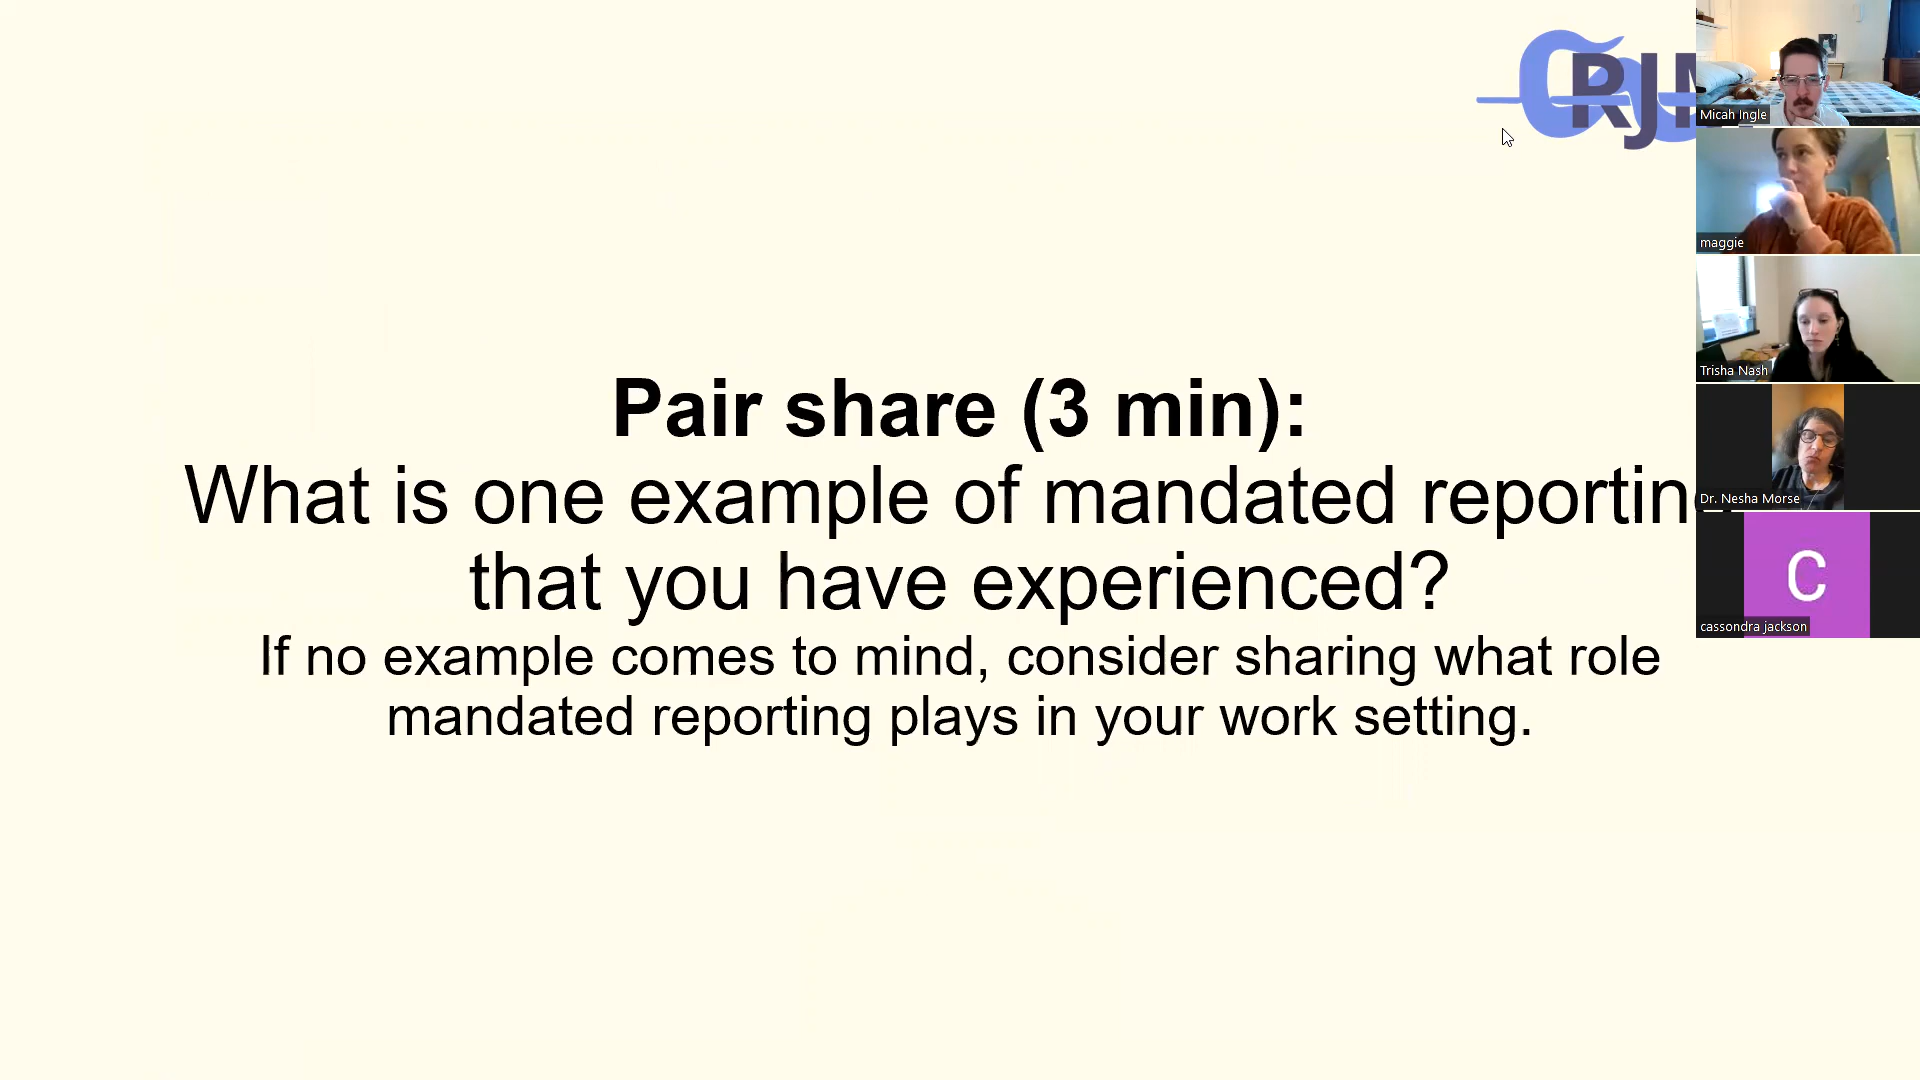 RJ
Pair share (3 min):
What is one example of mandated reporting
that you have experienced?
If no example comes to mind, consider sharing what role
mandated reporting plays in your work setting.
Micah Ingle
maggie
Trisha Nash
Dr. Nesha Morse
C
cassondra jackson